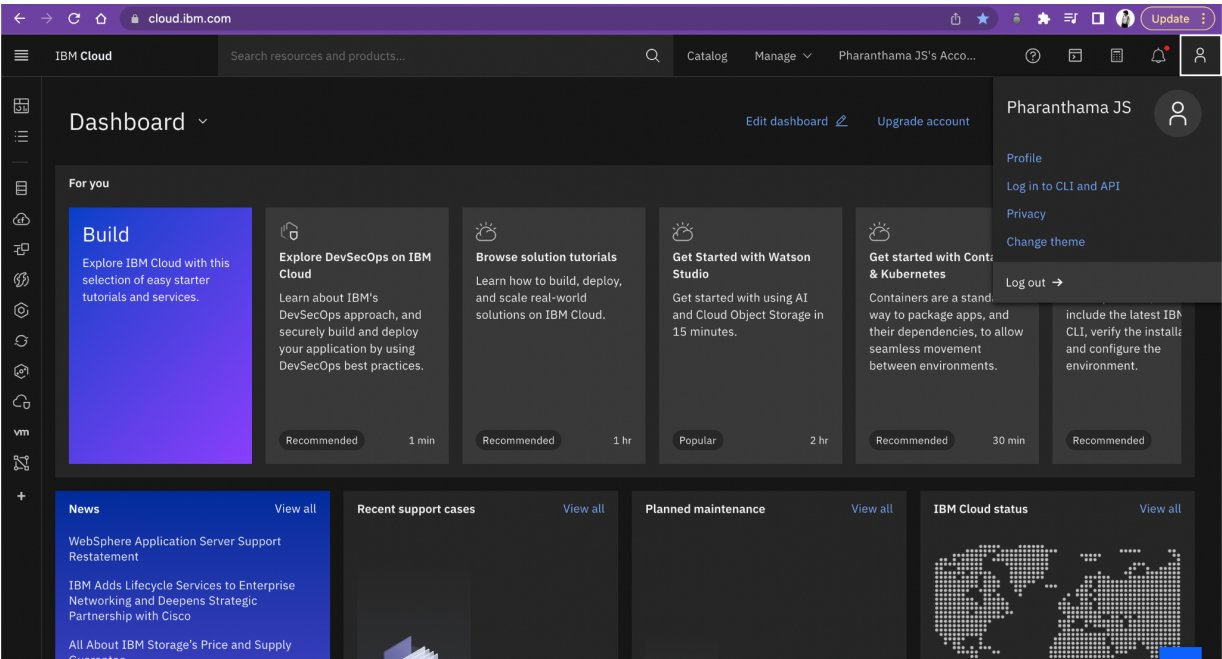 cloud.ibm.com
Update
IBM Cloud
Search resources and products...
Catalog
Manage
Pharanthama JS's Acco...
Pharanthama JS
Profile
Log in to CLI and API
Privacy
Change theme
Log out →
Dashboard
Edit dashboard
Upgrade account
For you
Build
Explore IBM Cloud with this
selection of easy starter
tutorials and services.
Explore DevSecOps on IBM
Cloud
Learn about IBM's
DevSecOps approach, and
securely build and deploy
your application by using
DevSecOps best practices.
Recommended
1 min
Browse solution tutorials
Learn how to build, deploy,
and scale real-world
solutions on IBM Cloud.
Recommended
1 hr
Get Started with Watson
Studio
Get started with using AI
and Cloud Object Storage in
15 minutes.
Popular
2 hr
Get started with Conta
& Kubernetes
Containers are a stand
way to package apps, and
their dependencies, to allow
seamless movement
between environments.
Recommended
30 min
include the latest IBM
CLI, verify the installa
and configure the
environment.
Recommended
vm
News
View all
WebSphere Application Server Support
Restatement
IBM Adds Lifecycle Services to Enterprise
Networking and Deepens Strategic
Partnership with Cisco
All About IBM Storage's Price and Supply
Recent support cases
View all
Planned maintenance
View all
IBM Cloud status
View all